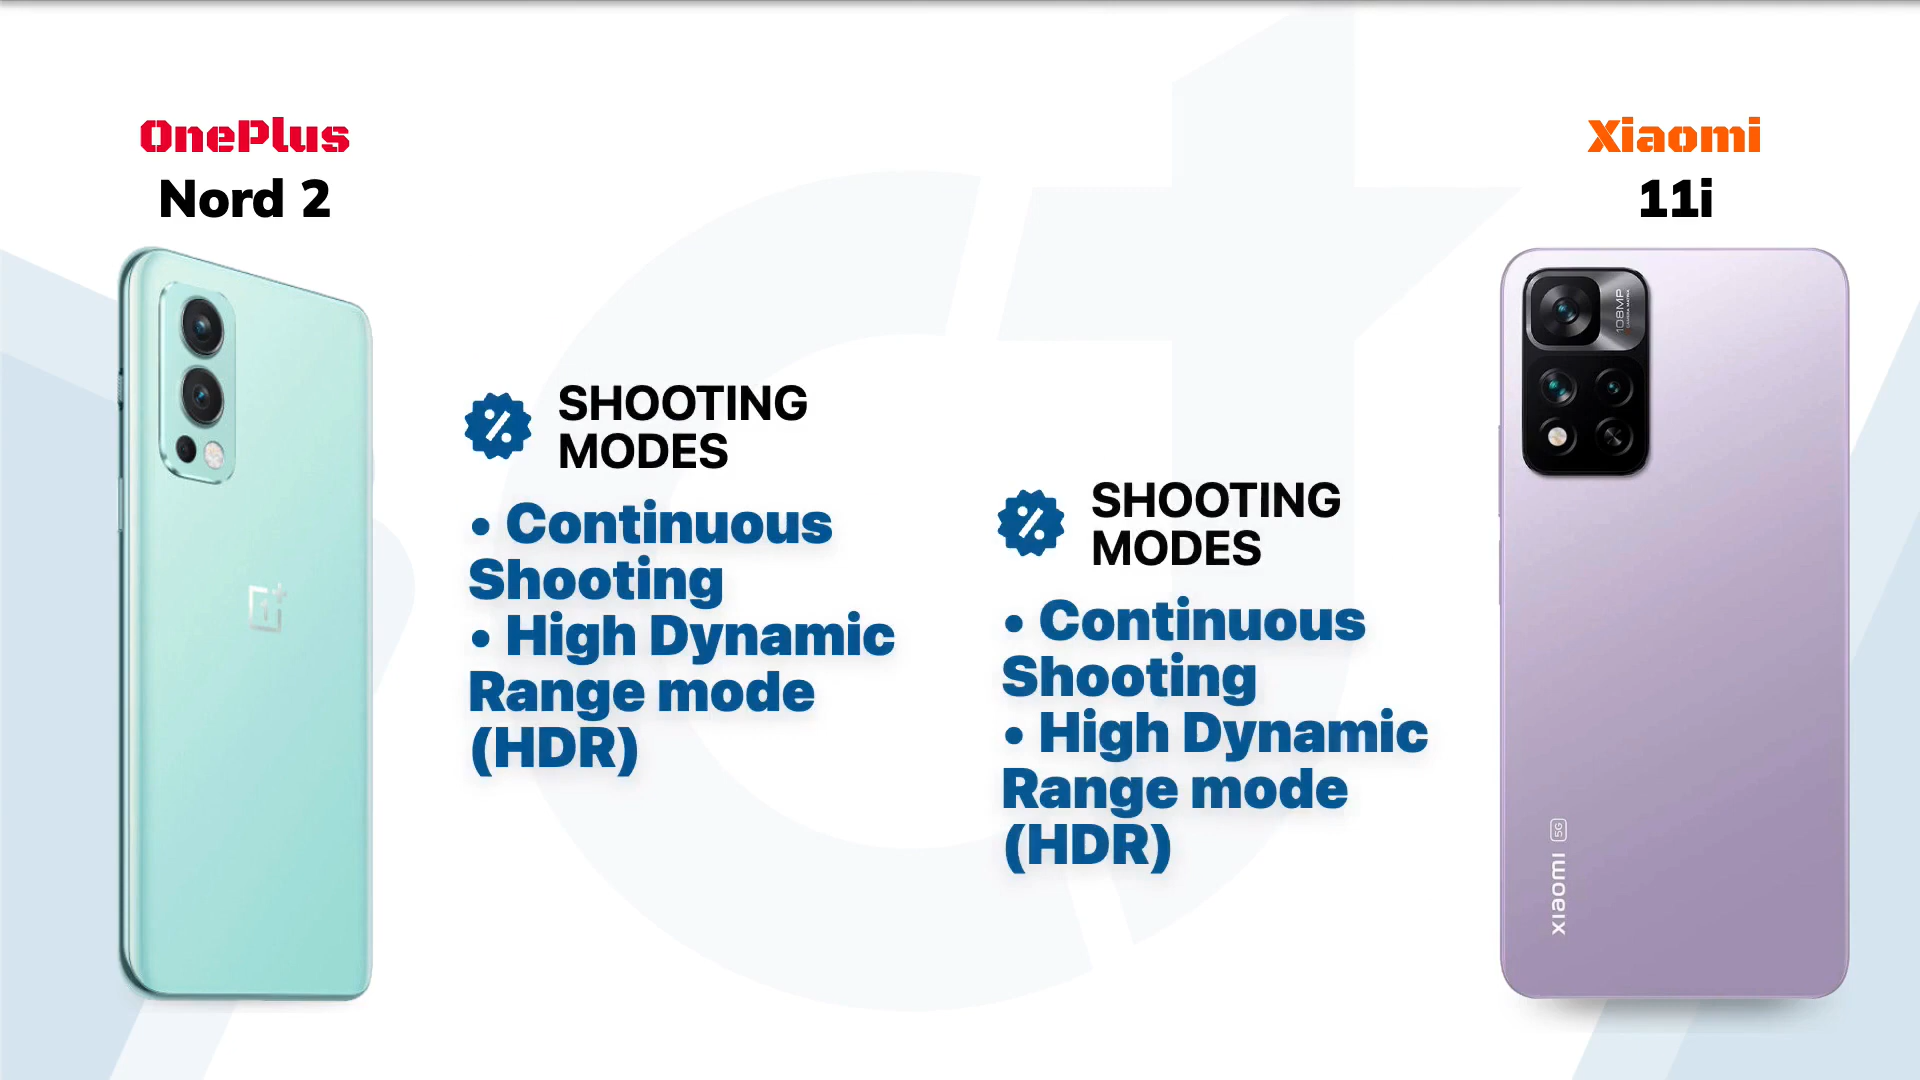 OnePlus
Nord 2
SHOOTING
MODES
• Continuous
Shooting
• High Dynamic
Range mode
(HDR)
SHOOTING
MODES
• Continuous
Shooting
• High Dynamic
Range mode
(HDR)
Xiaomi
11i
108MP
xiaomi 5G